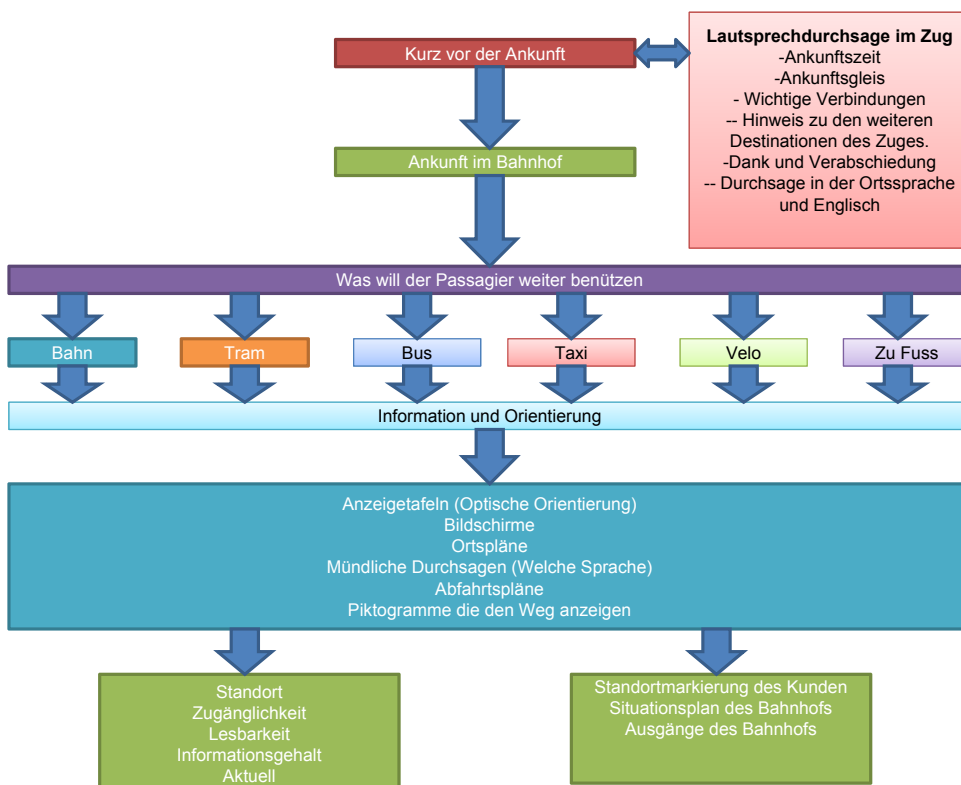 Kurz vor der Ankunft
Lautsprechdurchsage im Zug
-Ankunftszeit
-Ankunftsgleis
- Wichtige Verbindungen
-- Hinweis zu den weiteren
Destinationen des Zuges.
-Dank und Verabschiedung
-- Durchsage in der Ortssprache
und Englisch
Ankunft im Bahnhof
Was will der Passagier weiter benützen
Bahn
Tram
Bus
Taxi
Velo
Zu Fuss
Information und Orientierung
Anzeigetafeln (Optische Orientierung)
Bildschirme
Ortspläne
Mündliche Durchsagen (Welche Sprache)
Abfahrtspläne
Piktogramme die den Weg anzeigen
Standort
Zugänglichkeit
Lesbarkeit
Informationsgehalt
Aktuell
Standortmarkierung des Kunden
Situationsplan des Bahnhofs
Ausgänge des Bahnhofs